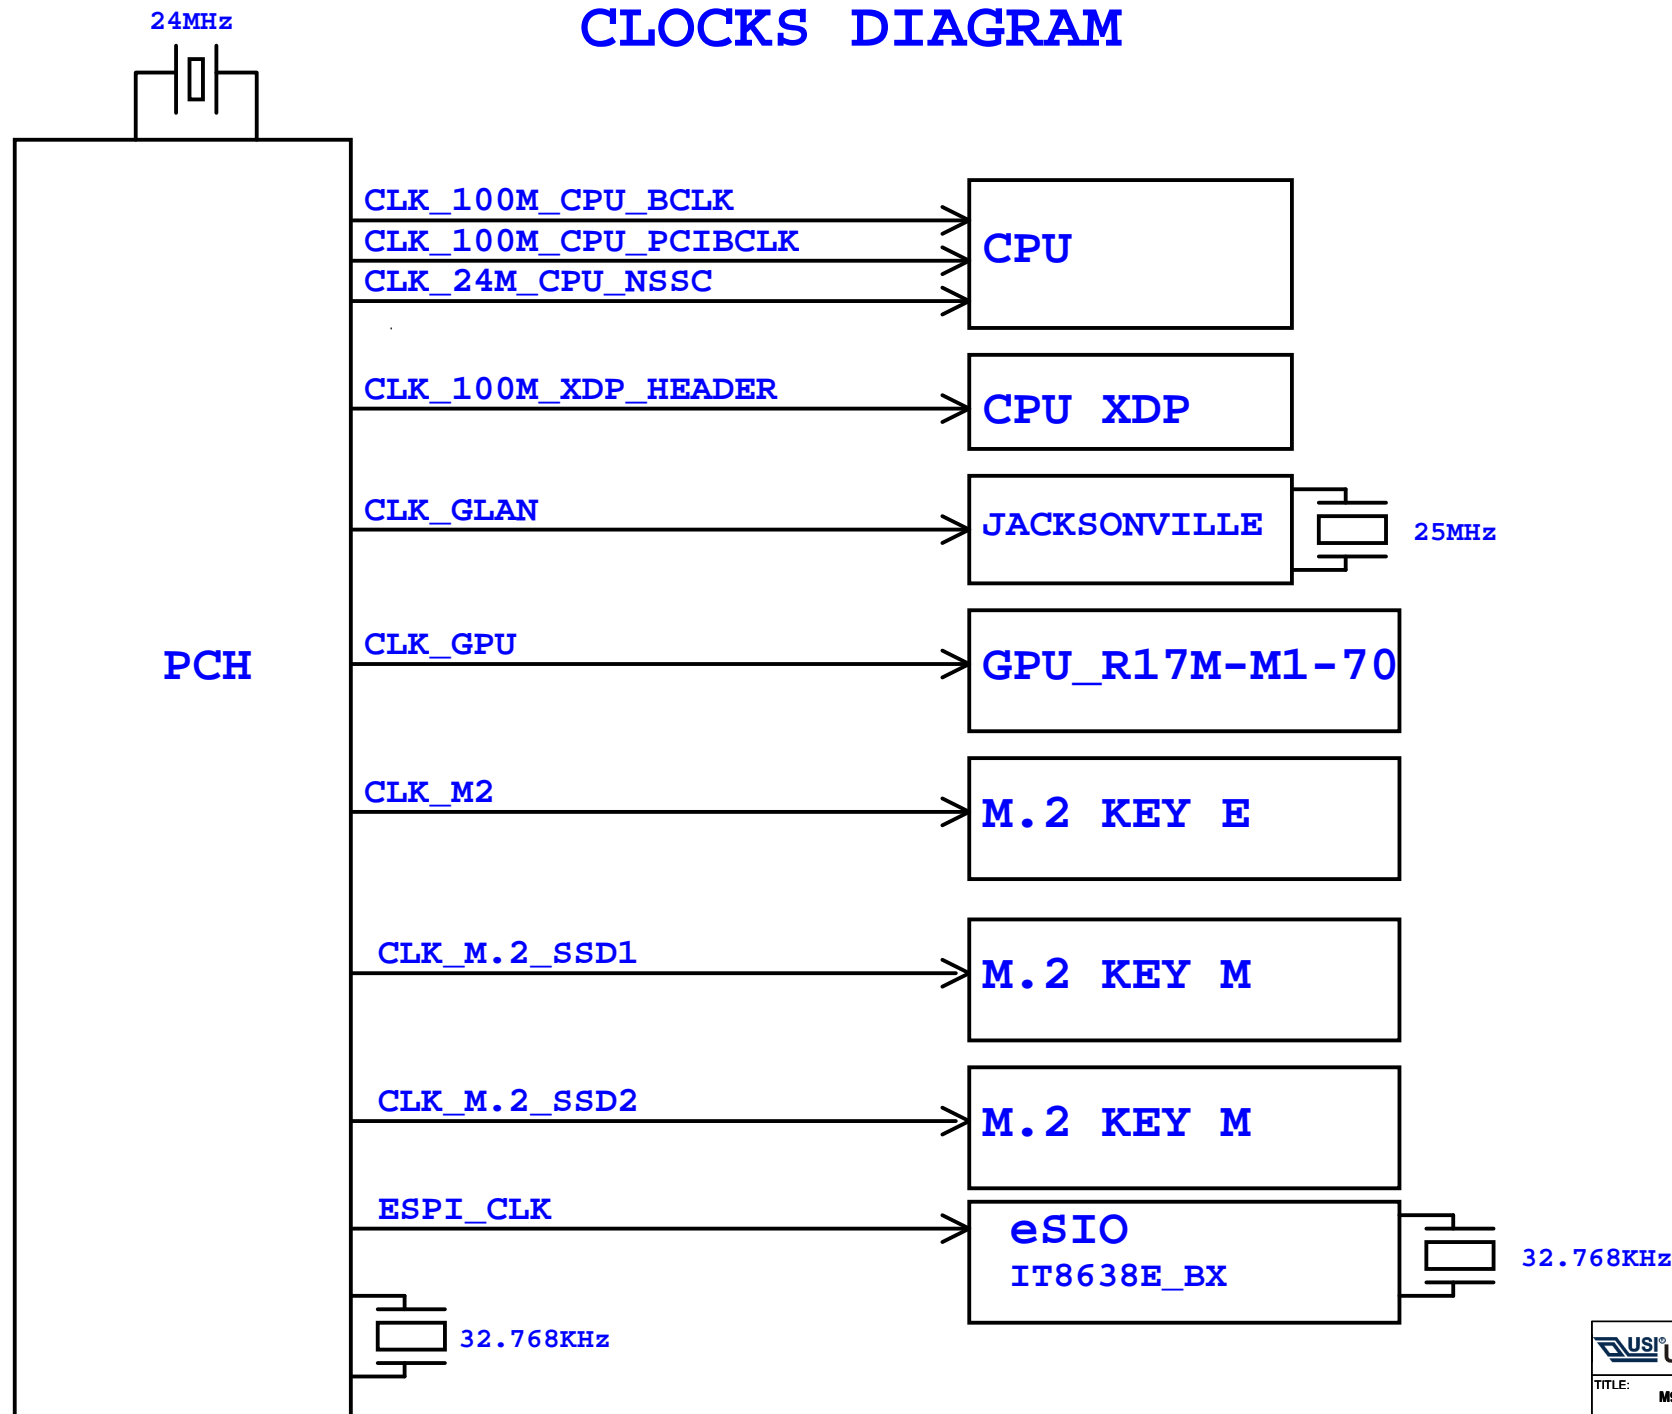 24MHz
CLOCKS DIAGRAM
CLK_100M_CPU_BCLK
CLK_100M_CPU_PCIBCLK
CLK_24M_CPU_NSSC
CPU
CLK_100M_XDP_HEADER
CPU XDP
CLK_GLAN
JACKSONVILLE
25MHz
PCH
CLK_GPU
GPU_R17M-M1-70
CLK_M2
M.2 KEY E
CLK_M.2_SSD1
M.2 KEY M
CLK_M.2_SSD2
M.2 KEY M
ESPI_CLK
eSIO
IT8638E_BX
32.768KHz
32.768KHz
USI®
TITLE: